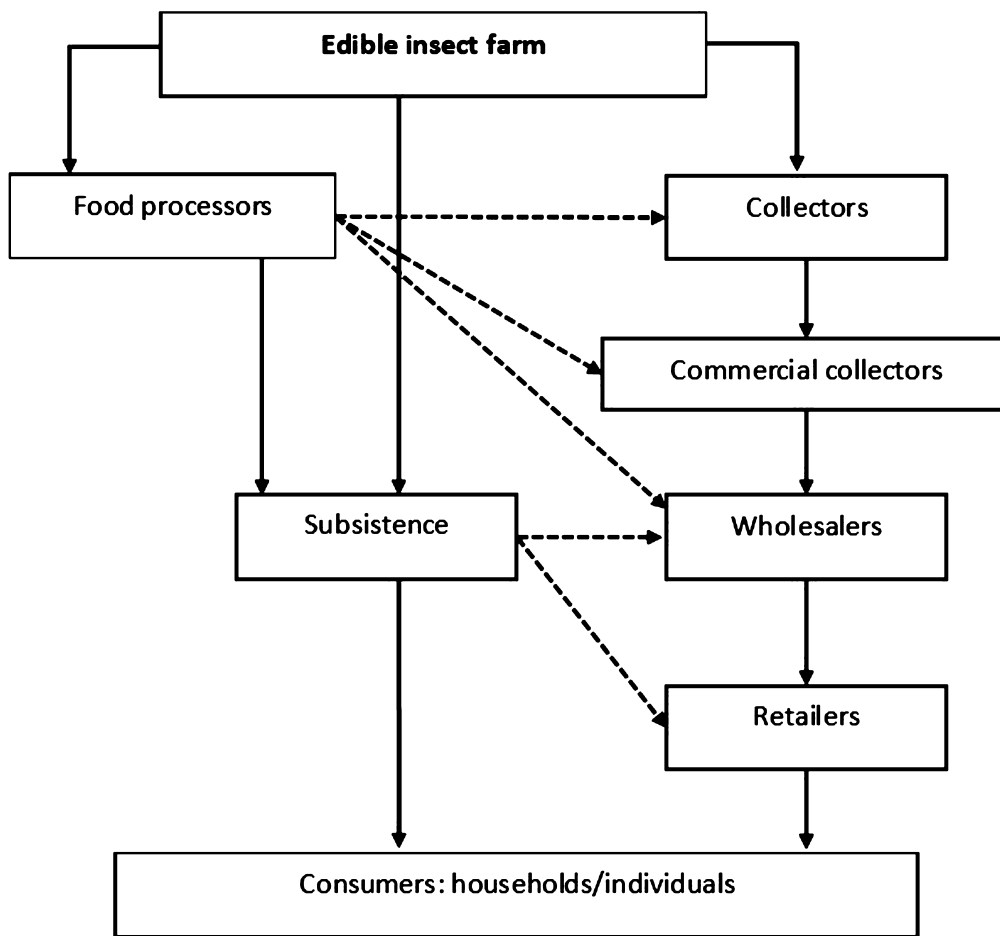 Edible insect farm
Food processors
Collectors
Commercial collectors
Subsistence
Wholesalers
Retailers
Consumers: households/individuals